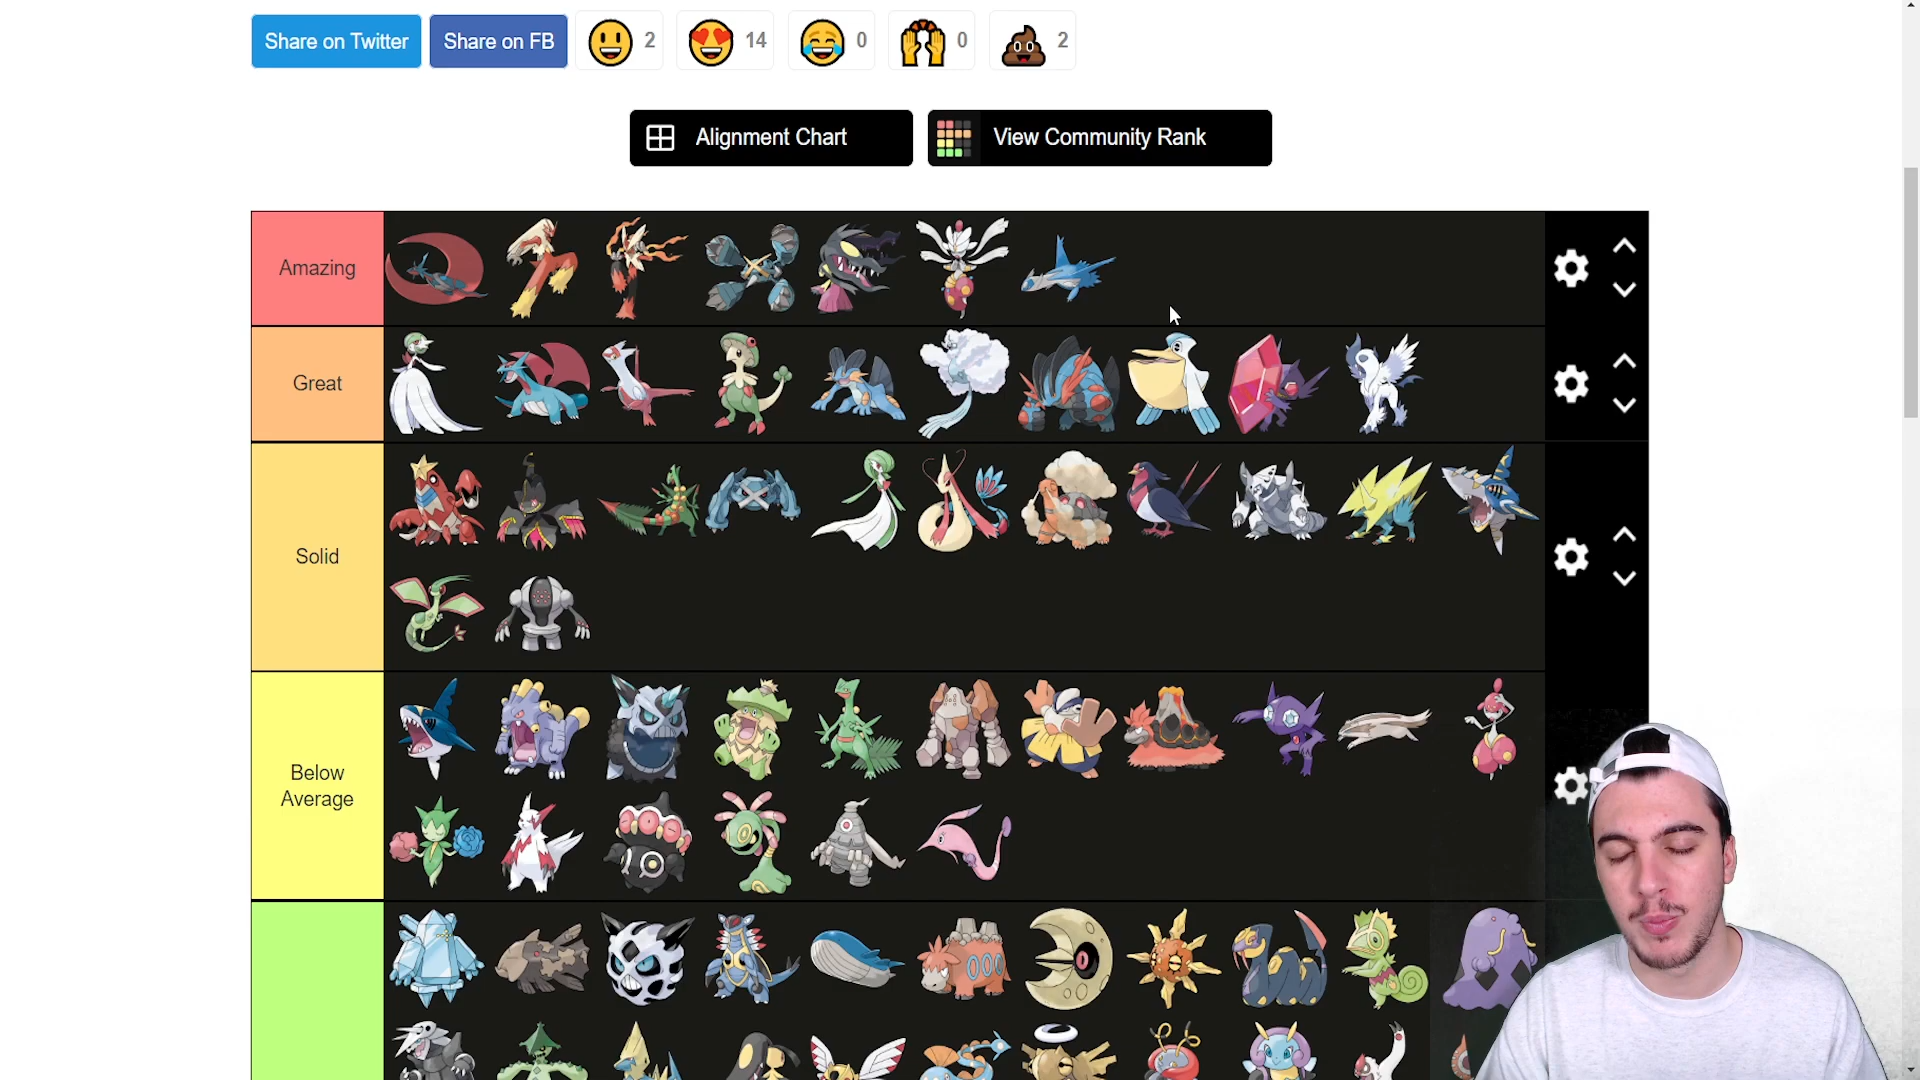 Share on Twitter
Share on FB
2
14
0
0
2
Alignment Chart
View Community Rank
Amazing
Great
Solid
Below
Average